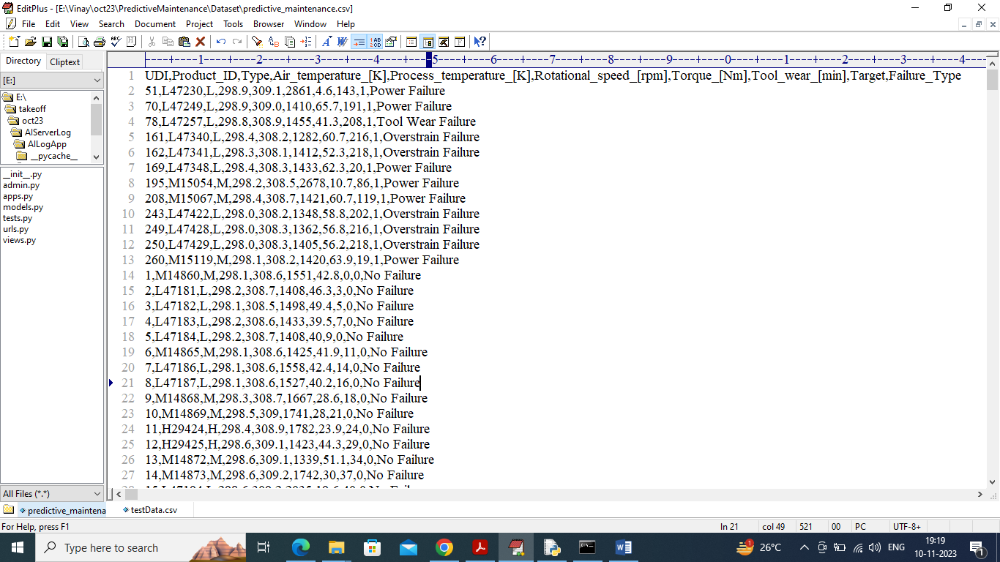 EditPlus - [E:\Vinay\oct23\PredictiveMaintenance\Dataset\predictive_maintenance.csv]
File Edit View Search Document Project Tools Browser Window Help
Directory Cliptext
[E:]
E:\
takeoff
oct23
AIServerLog
AILogApp
__pycache__
__init__.py
admin.py
apps.py
models.py
tests.py
urls.py
views.py
All Files (*.*)
----+----1----+----2----+----3----+----4----+----5----+----6----+----7----+----8----+----9----+----0----+----1----+----2----+----3----+----4----
1 UDI,Product_ID,Type,Air_temperature_[K],Process_temperature_[K],Rotational_speed_[rpm],Torque_[Nm],Tool_wear_[min],Target,Failure_Type
2 51,L47230,L,298.9,309.1,2861,4.6,143,1,Power Failure
3 70,L47249,L,298.9,309.0,1410,65.7,191,1,Power Failure
4 78,L47257,L,298.8,308.9,1455,41.3,208,1,Tool Wear Failure
5 161,L47340,L,298.4,308.2,1282,60.7,216,1,Overstrain Failure
6 162,L47341,L,298.3,308.1,1412,52.3,218,1,Overstrain Failure
7 169,L47348,L,298.4,308.3,1433,62.3,20,1,Power Failure
8 195,M15054,M,298.2,308.5,2678,10.7,86,1,Power Failure
9 208,M15067,M,298.4,308.7,1421,60.7,119,1,Power Failure
10 243,L47422,L,298.0,308.2,1348,58.8,202,1,Overstrain Failure
11 249,L47428,L,298.0,308.3,1362,56.8,216,1,Overstrain Failure
12 250,L47429,L,298.0,308.3,1405,56.2,218,1,Overstrain Failure
13 260,M15119,M,298.1,308.2,1420,63.9,19,1,Power Failure
14 1,M14860,M,298.1,308.6,1551,42.8,0,0,No Failure
15 2,L47181,L,298.2,308.7,1408,46.3,3,0,No Failure
16 3,L47182,L,298.1,308.5,1498,49.4,5,0,No Failure
17 4,L47183,L,298.2,308.6,1433,39.5,7,0,No Failure
18 5,L47184,L,298.2,308.7,1408,40,9,0,No Failure
19 6,M14865,M,298.1,308.6,1425,41.9,11,0,No Failure
20 7,L47186,L,298.1,308.6,1558,42.4,14,0,No Failure
21 8,L47187,L,298.1,308.6,1527,40.2,16,0,No Failure
22 9,M14868,M,298.3,308.7,1667,28.6,18,0,No Failure
23 10,M14869,M,298.5,309,1741,28,21,0,No Failure
24 11,H29424,H,298.4,308.9,1782,23.9,24,0,No Failure
25 12,H29425,H,298.6,309.1,1423,44.3,29,0,No Failure
26 13,M14872,M,298.6,309.1,1339,51.1,34,0,No Failure
27 14,M14873,M,298.6,309.2,1742,30,37,0,No Failure
predictive_maintena testData.csv
For Help, press F1 ln 21 col 49 521 00 PC UTF-8+
Type here to search 26°C ENG 19:19
10-11-2023